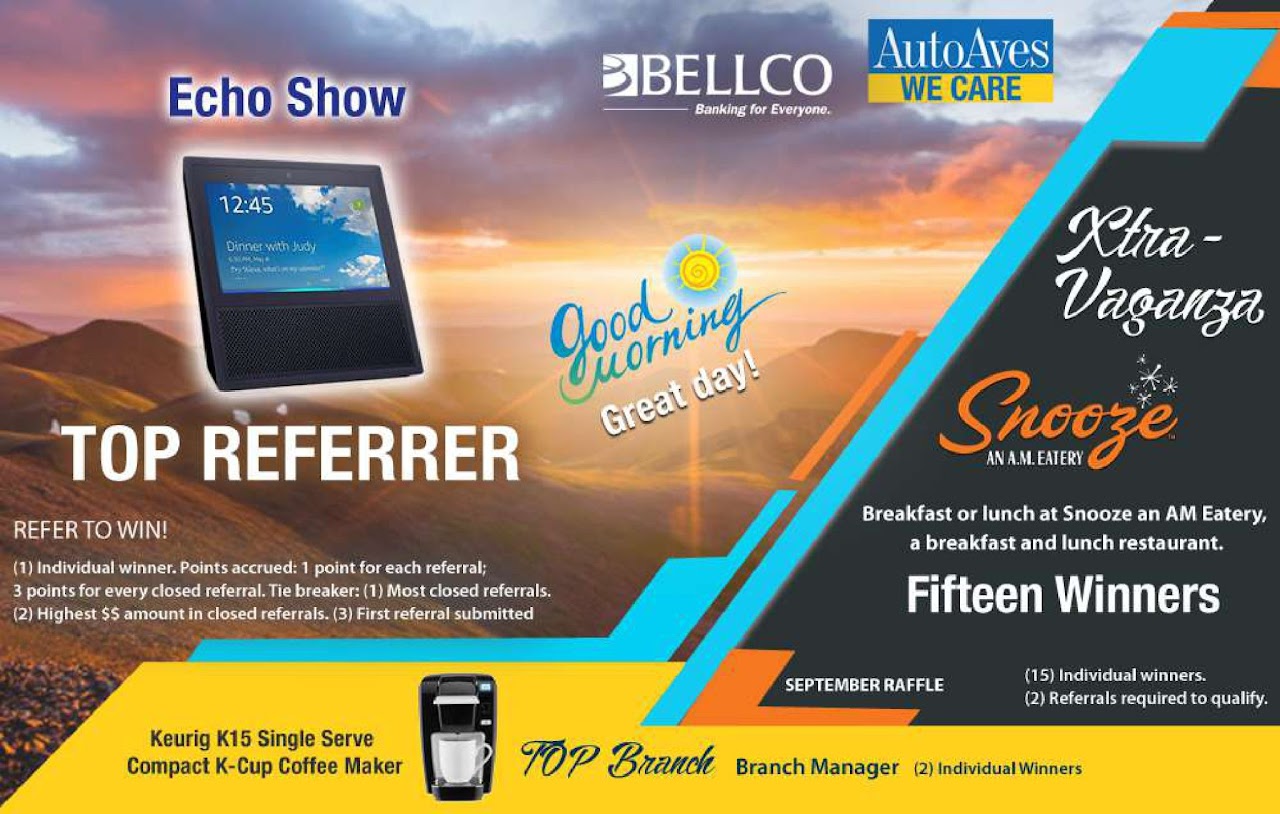 Echo Show
BELLCO
Banking for Everyone.
AutoAves
WE CARE
12:45
Dinner with Judy
Good
Morning
Great day!
TOP REFERRER
REFER TO WIN!
(1) Individual winner. Points accrued: 1 point for each referral;
3 points for every closed referral. Tie breaker: (1) Most closed referrals.
(2) Highest $$ amount in closed referrals. (3) First referral submitted
Xtra-
Vaganza
Snooze
AN A.M. EATERY
Breakfast or lunch at Snooze an AM Eatery,
a breakfast and lunch restaurant.
Fifteen Winners
SEPTEMBER RAFFLE
(15) Individual winners.
(2) Referrals required to qualify.
Keurig K15 Single Serve
Compact K-Cup Coffee Maker
TOP Branch
Branch Manager (2) Individual Winners